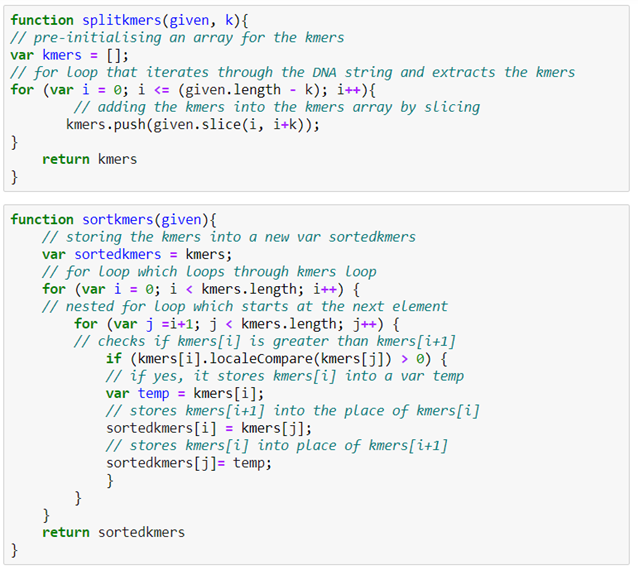 function splitkmers(given, k){
// pre-initialising an array for the kmers
var kmers = [];
// for loop that iterates through the DNA string and extracts the kmers
for (var i = 0; i <= (given.length - k); i++){
// adding the kmers into the kmers array by slicing
kmers.push(given.slice(i, i+k));
}
return kmers
}
function sortkmers(given){
// storing the kmers into a new var sortedkmers
var sortedkmers = kmers;
// for loop which loops through kmers loop
for (var i = 0; i < kmers.length; i++) {
// nested for loop which starts at the next element
for (var j =i+1; j < kmers.length; j++) {
// checks if kmers[i] is greater than kmers[i+1]
if (kmers[i].localeCompare(kmers[j]) > 0) {
// if yes, it stores kmers[i] into a var temp
var temp = kmers[i];
// stores kmers[i+1] into the place of kmers[i]
sortedkmers[i] = kmers[j];
// stores kmers[i] into place of kmers[i+1]
sortedkmers[j]= temp;
}
}
}
return sortedkmers
}